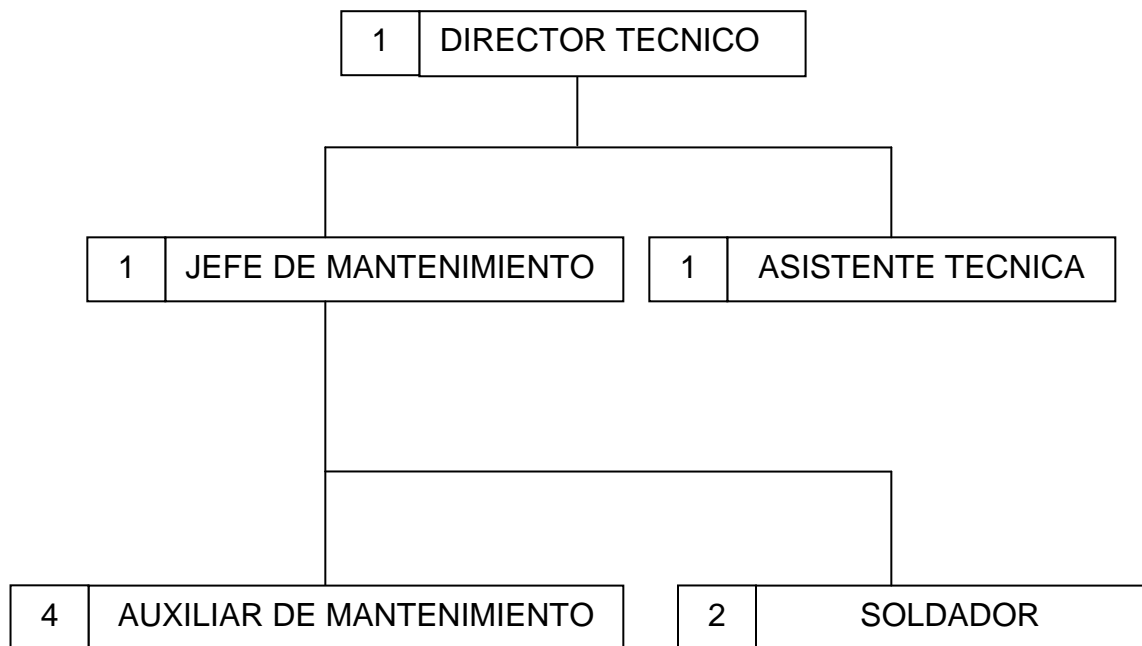 1 DIRECTOR TECNICO
1 JEFE DE MANTENIMIENTO
1 ASISTENTE TECNICA
4 AUXILIAR DE MANTENIMIENTO
2 SOLDADOR